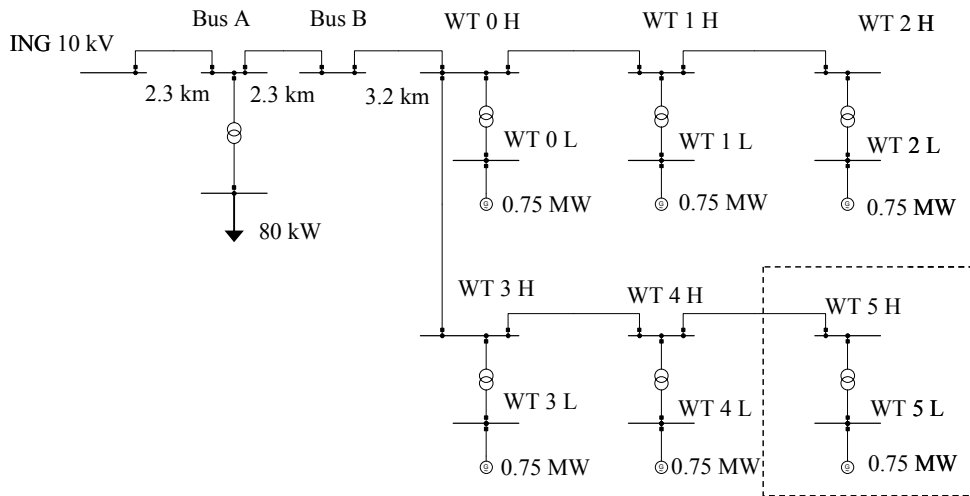 Bus A
Bus B
WT 0 H
WT 1 H
WT 2 H
ING 10 kV
2.3 km
2.3 km
3.2 km
WT 0 L
WT 1 L
WT 2 L
G
0.75 MW
G
0.75 MW
G
0.75 MW
80 kW
WT 3 H
WT 4 H
WT 5 H
WT 3 L
WT 4 L
WT 5 L
G
0.75 MW
G
0.75 MW
G
0.75 MW